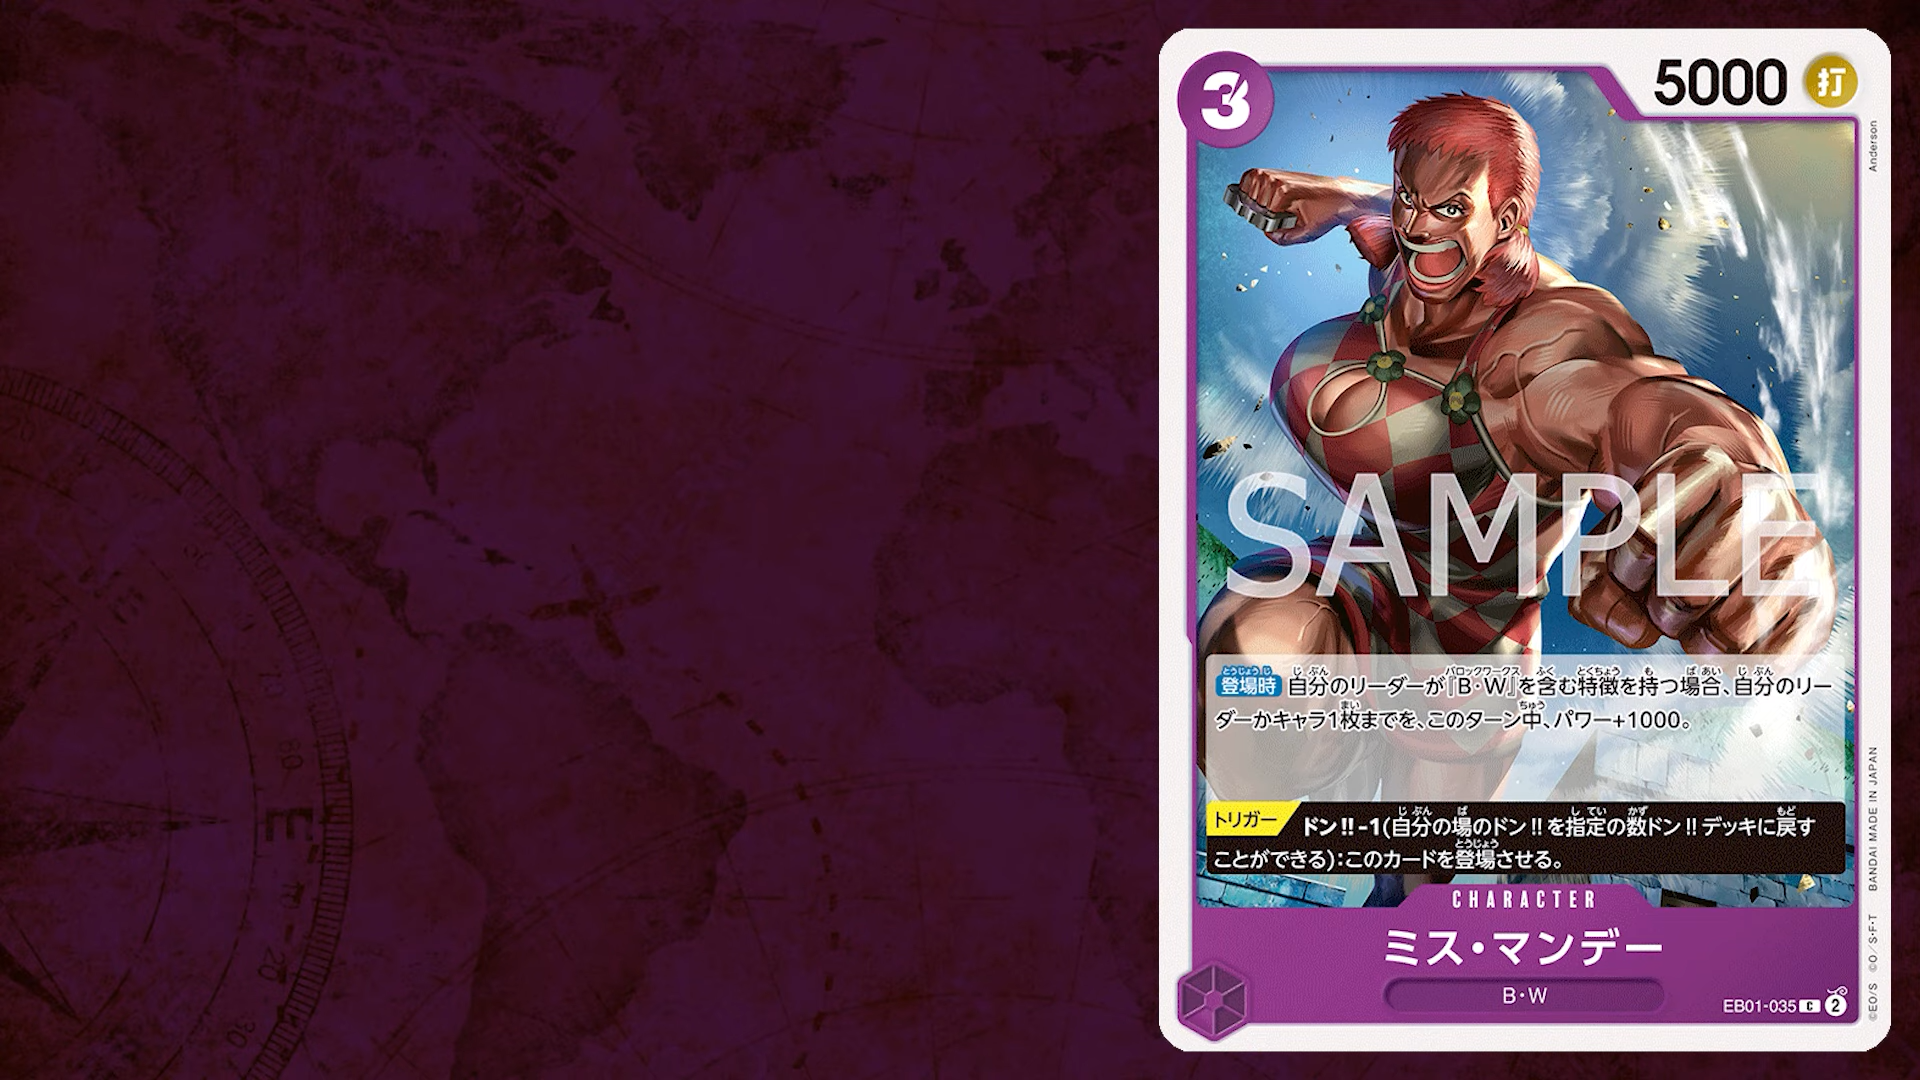 3
5000
打
Anderson
SAMPLE
登場時 自分のリーダーが『B・W』を含む特徴を持つ場合、自分のリー
ダーかキャラ1枚までを、このターン中、パワー+1000。
トリガー ドン!!-1(自分の場のドン!!を指定の数ドン!!デッキに戻す
ことができる):このカードを登場させる。
CHARACTER
ミス・マンデー
B・W
EB01-035 C 2
©EO/S ©O/S・F・T BANDAI MADE IN JAPAN
E